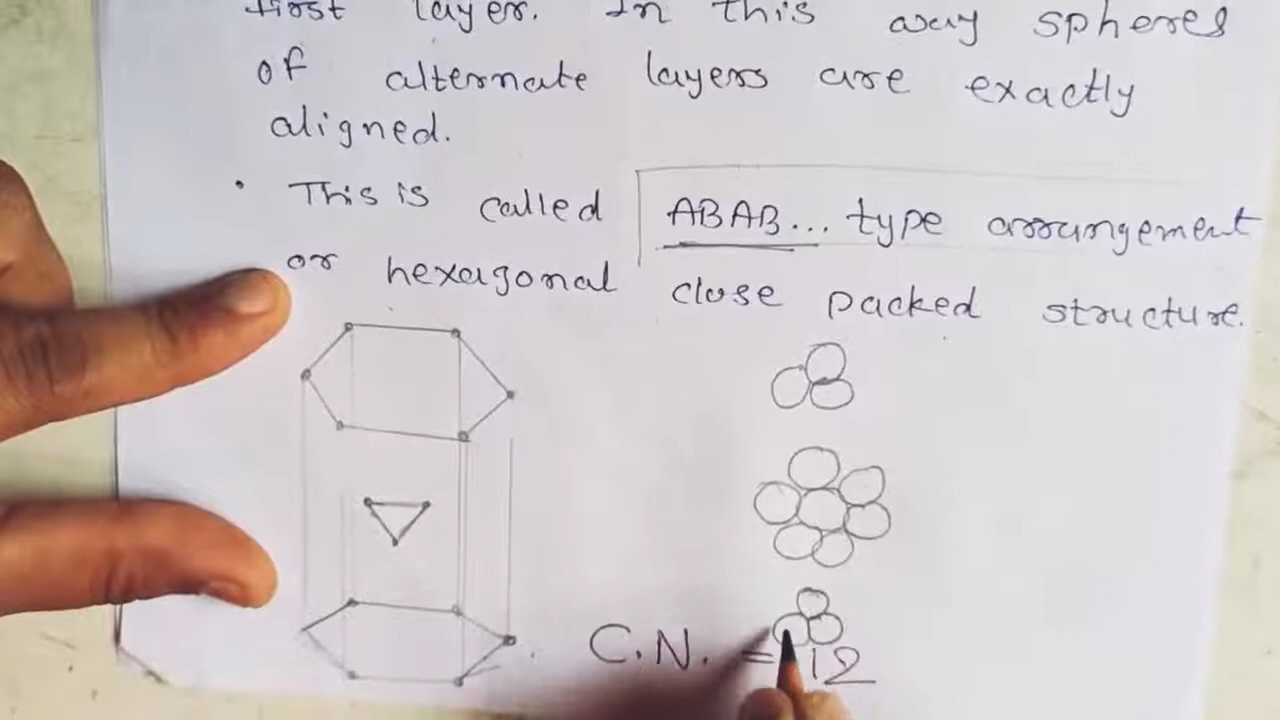 first layer. In this way spheres
of alternate layers are exactly
aligned.
• This is called ABAB... type arrangement
or hexagonal close packed structure.
C.N. = 12